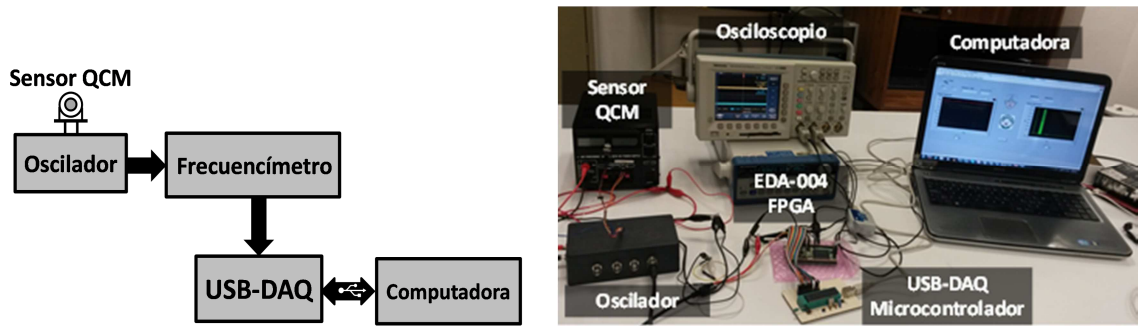 Sensor QCM
Oscilador
Frecuencímetro
USB-DAQ
Computadora
Osciloscopio
Computadora
Sensor
QCM
EDA-004
FPGA
Oscilador
USB-DAQ
Microcontrolador